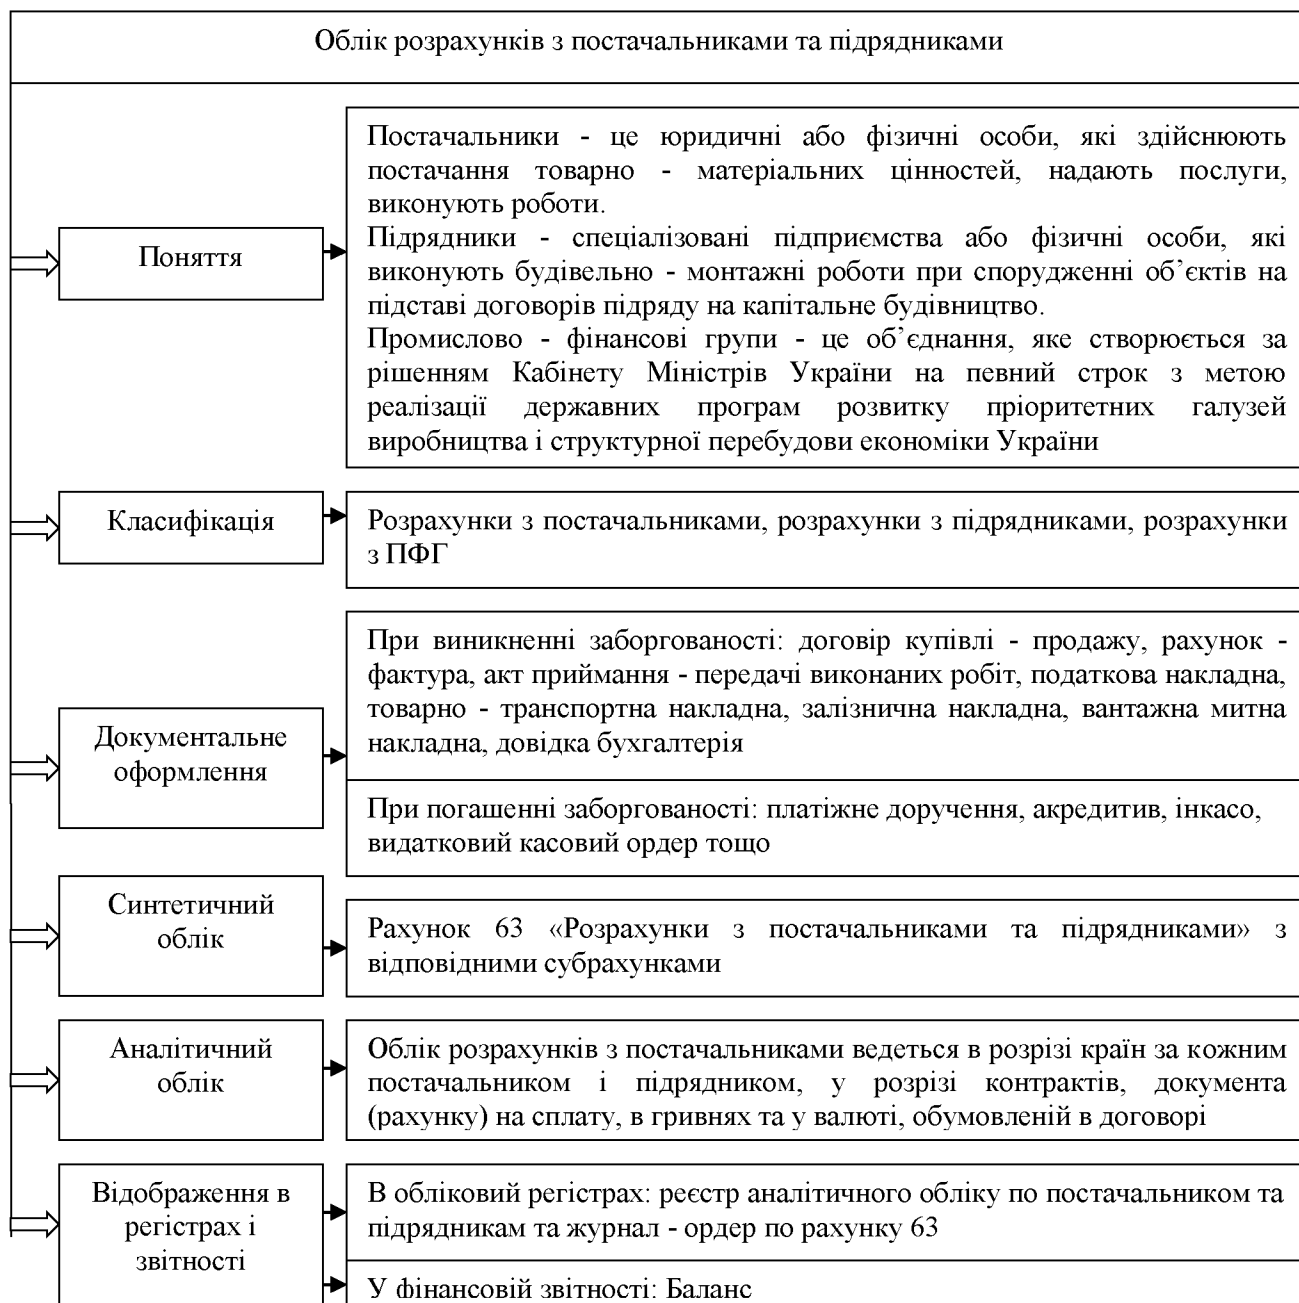 Облік розрахунків з постачальниками та підрядниками
Поняття
Постачальники - це юридичні або фізичні особи, які здійснюють
постачання товарно - матеріальних цінностей, надають послуги,
виконують роботи.
Підрядники - спеціалізовані підприємства або фізичні особи, які
виконують будівельно - монтажні роботи при спорудженні об’єктів на
підставі договорів підряду на капітальне будівництво.
Промислово - фінансові групи - це об’єднання, яке створюється за
рішенням Кабінету Міністрів України на певний строк з метою
реалізації державних програм розвитку пріоритетних галузей
виробництва і структурної перебудови економіки України
Класифікація
Розрахунки з постачальниками, розрахунки з підрядниками, розрахунки
з ПФГ
Документальне
оформлення
При виникненні заборгованості: договір купівлі - продажу, рахунок -
фактура, акт приймання - передачі виконаних робіт, податкова накладна,
товарно - транспортна накладна, залізнична накладна, вантажна митна
накладна, довідка бухгалтерія
При погашенні заборгованості: платіжне доручення, акредитив, інкасо,
видатковий касовий ордер тощо
Синтетичний
облік
Рахунок 63 «Розрахунки з постачальниками та підрядниками» з
відповідними субрахунками
Аналітичний
облік
Облік розрахунків з постачальниками ведеться в розрізі країн за кожним
постачальником і підрядником, у розрізі контрактів, документа
(рахунку) на сплату, в гривнях та у валюті, обумовленій в договорі
Відображення в
регістрах і
звітності
В обліковий регістрах: реєстр аналітичного обліку по постачальником та
підрядникам та журнал - ордер по рахунку 63
У фінансовій звітності: Баланс